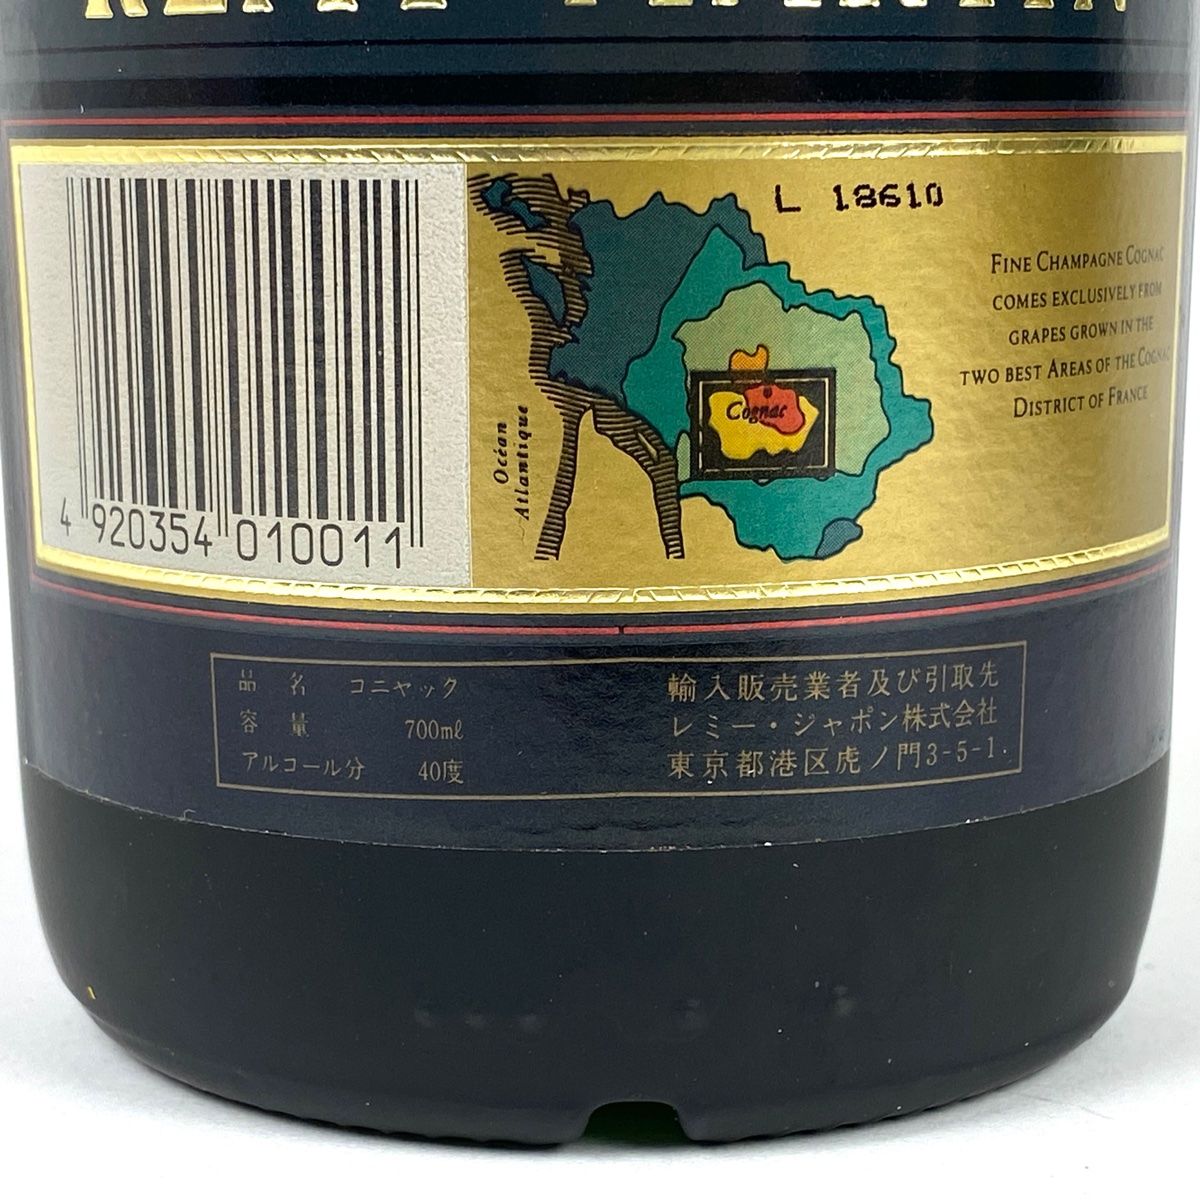 REMY MARTIN
L 18610
FINE CHAMPAGNE COGNAC
COMES EXCLUSIVELY FROM
GRAPES GROWN IN THE
TWO BEST AREAS OF THE COGNAC
DISTRICT OF FRANCE
Cognac
Océan
Atlantique
4 920354 010011
品 名 コニャック
容 量 700ml
アルコール分 40度
輸入販売業者及び引取先
レミー・ジャポン株式会社
東京都港区虎ノ門3-5-1